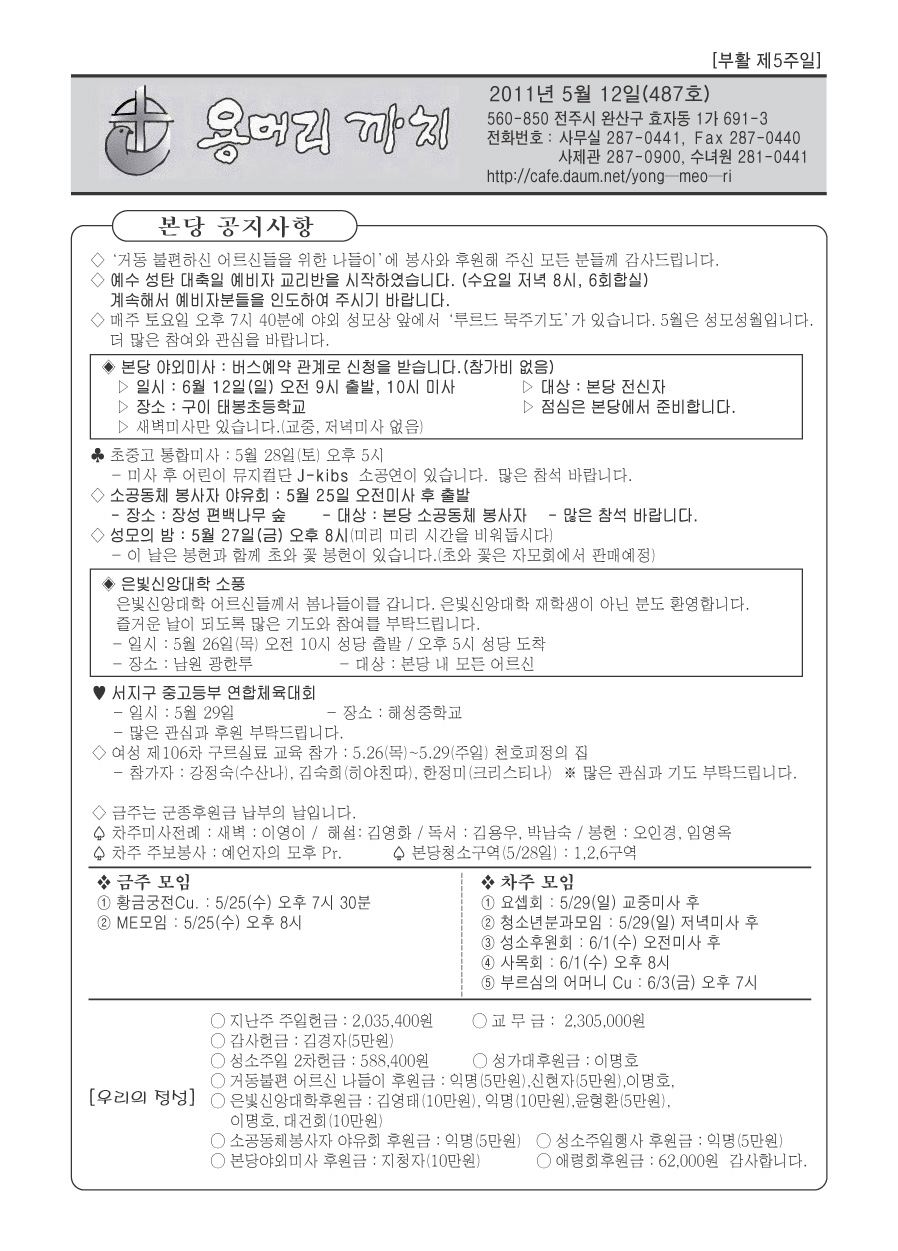 [부활 제5주일]
용머리 까치
2011년 5월 12일(487호)
560-850 전주시 완산구 효자동 1가 691-3
전화번호 : 사무실 287-0441, Fax 287-0440
사제관 287-0900, 수녀원 281-0441
http://cafe.daum.net/yong—meo—ri
본당 공지사항
◇ ‘거동 불편하신 어르신들을 위한 나들이’에 봉사와 후원해 주신 모든 분들께 감사드립니다.
◇ 예수 성탄 대축일 예비자 교리반을 시작하였습니다. (수요일 저녁 8시, 6회합실)
계속해서 예비자분들을 인도하여 주시기 바랍니다.
◇ 매주 토요일 오후 7시 40분에 야외 성모상 앞에서 ‘루르드 묵주기도’가 있습니다. 5월은 성모성월입니다.
더 많은 참여와 관심을 바랍니다.
◈ 본당 야외미사 : 버스예약 관계로 신청을 받습니다.(참가비 없음)
▷ 일시 : 6월 12일(일) 오전 9시 출발, 10시 미사 ▷ 대상 : 본당 전신자
▷ 장소 : 구이 태봉초등학교 ▷ 점심은 본당에서 준비합니다.
▷ 새벽미사만 있습니다.(교중, 저녁미사 없음)
♣ 초중고 통합미사 : 5월 28일(토) 오후 5시
- 미사 후 어린이 뮤지컬단 J-kibs 소공연이 있습니다. 많은 참석 바랍니다.
◇ 소공동체 봉사자 야유회 : 5월 25일 오전미사 후 출발
- 장소 : 장성 편백나무 숲 - 대상 : 본당 소공동체 봉사자 - 많은 참석 바랍니다.
◇ 성모의 밤 : 5월 27일(금) 오후 8시(미리 미리 시간을 비워둡시다)
- 이 날은 봉헌과 함께 초와 꽃 봉헌이 있습니다.(초와 꽃은 자모회에서 판매예정)
◈ 은빛신앙대학 소풍
은빛신앙대학 어르신들께서 봄나들이를 갑니다. 은빛신앙대학 재학생이 아닌 분도 환영합니다.
즐거운 날이 되도록 많은 기도와 참여를 부탁드립니다.
- 일시 : 5월 26일(목) 오전 10시 성당 출발 / 오후 5시 성당 도착
- 장소 : 남원 광한루 - 대상 : 본당 내 모든 어르신
♥ 서지구 중고등부 연합체육대회
- 일시 : 5월 29일 - 장소 : 해성중학교
- 많은 관심과 후원 부탁드립니다.
◇ 여성 제106차 꾸르실료 교육 참가 : 5.26(목)~5.29(주일) 천호피정의 집
- 참가자 : 강정숙(수산나), 김숙희(히야친따), 한정미(크리스티나) ※ 많은 관심과 기도 부탁드립니다.
◇ 금주는 군종후원금 납부의 날입니다.
♤ 차주미사전례 : 새벽 : 이영이 / 해설: 김영화 / 독서 : 김용우, 박남숙 / 봉헌 : 오인경, 임영옥
♤ 차주 주보봉사 : 예언자의 모후 Pr. ♤ 본당청소구역(5/28일) : 1,2,6구역
❖ 금주 모임
① 황금궁전Cu. : 5/25(수) 오후 7시 30분
② ME모임 : 5/25(수) 오후 8시
❖ 차주 모임
① 요셉회 : 5/29(일) 교중미사 후
② 청소년분과모임 : 5/29(일) 저녁미사 후
③ 성소후원회 : 6/1(수) 오전미사 후
④ 사목회 : 6/1(수) 오후 8시
⑤ 부르심의 어머니 Cu : 6/3(금) 오후 7시
[우리의 정성]
○ 지난주 주일헌금 : 2,035,400원 ○ 교 무 금 : 2,305,000원
○ 감사헌금 : 김경자(5만원)
○ 성소주일 2차헌금 : 588,400원 ○ 성가대후원금 : 이명호
○ 거동불편 어르신 나들이 후원금 : 익명(5만원),신현자(5만원),이명호,
○ 은빛신앙대학후원금 : 김영태(10만원), 익명(10만원),윤형환(5만원),
이명호, 대건회(10만원)
○ 소공동체봉사자 야유회 후원금 : 익명(5만원) ○ 성소주일행사 후원금 : 익명(5만원)
○ 본당야외미사 후원금 : 지청자(10만원) ○ 애령회후원금 : 62,000원 감사합니다.